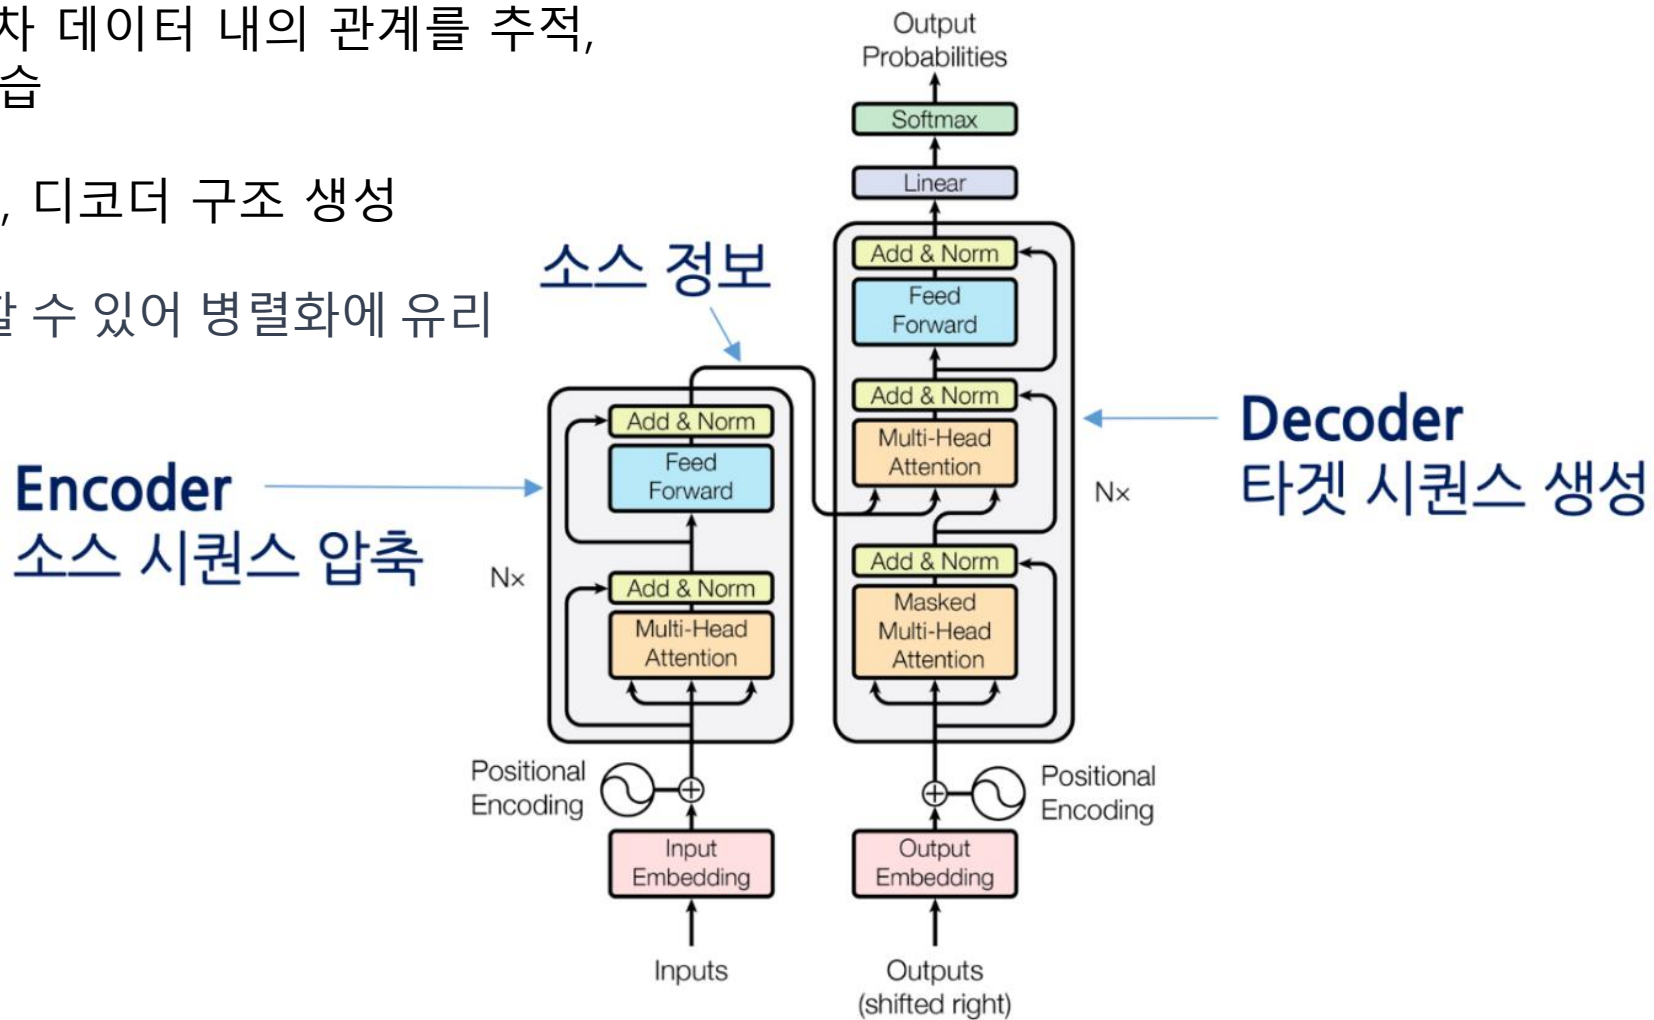 차 데이터 내의 관계를 추적,
습
, 디코더 구조 생성
할 수 있어 병렬화에 유리
소스 정보
Encoder
소스 시퀀스 압축
Decoder
타겟 시퀀스 생성
Output
Probabilities
Softmax
Linear
Add & Norm
Feed
Forward
Add & Norm
Multi-Head
Attention
Nx
Add & Norm
Masked
Multi-Head
Attention
Positional
Encoding
Output
Embedding
Outputs
(shifted right)
Add & Norm
Feed
Forward
Nx
Add & Norm
Multi-Head
Attention
Positional
Encoding
Input
Embedding
Inputs